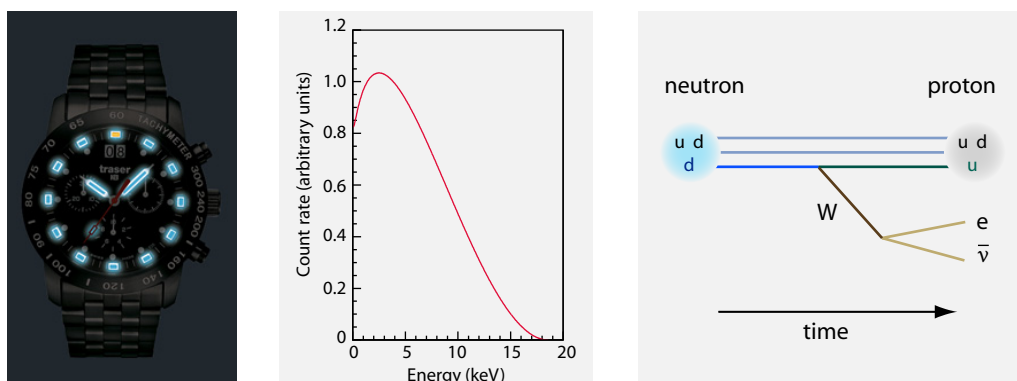 60 TACHYMETER
65
70
75
80
90
100
120
140
160
200
240
300
08
traser
H3
1.2
1.0
0.8
0.6
0.4
0.2
0
Count rate (arbitrary units)
0 5 10 15 20
Energy (keV)
neutron proton
u d u d
d u
W
e
ν̄
time